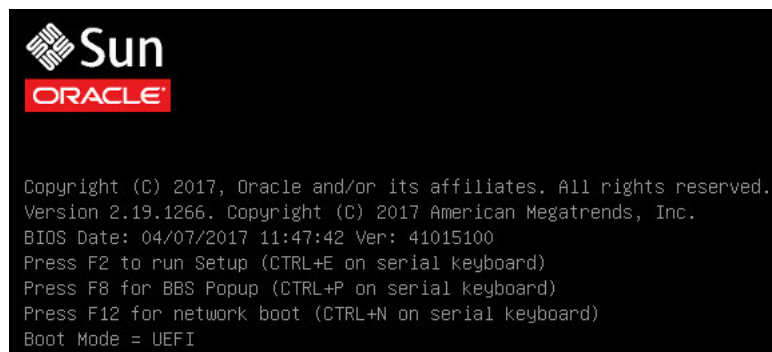 Sun
ORACLE
Copyright (C) 2017, Oracle and/or its affiliates. All rights reserved.
Version 2.19.1266. Copyright (C) 2017 American Megatrends, Inc.
BIOS Date: 04/07/2017 11:47:42 Ver: 41015100
Press F2 to run Setup (CTRL+E on serial keyboard)
Press F8 for BBS Popup (CTRL+P on serial keyboard)
Press F12 for network boot (CTRL+N on serial keyboard)
Boot Mode = UEFI